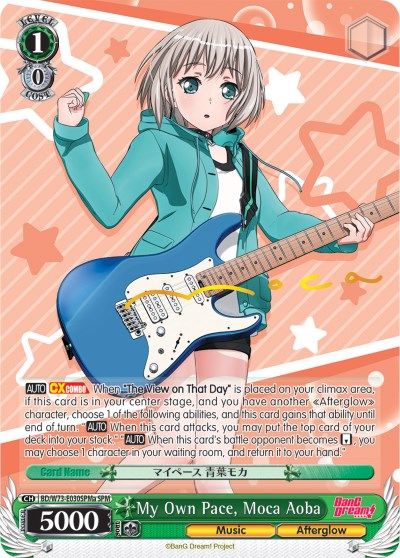 LEVEL
1
0
COST
Moca
AUTO CX COMBO When "The View on That Day" is placed on your climax area,
if this card is in your center stage, and you have another ≪Afterglow≫
character, choose 1 of the following abilities, and this card gains that ability until
end of turn. "AUTO When this card attacks, you may put the top card of your
deck into your stock." "AUTO When this card's battle opponent becomes, you
may choose 1 ≪Music≫ character in your waiting room, and return it to your hand."
Card Name
マイペース 青葉モカ
CH BD/W73-E030SPMa SPM
My Own Pace, Moca Aoba
BanG Dream!
5000
Music
Afterglow
©BanG Dream! Project